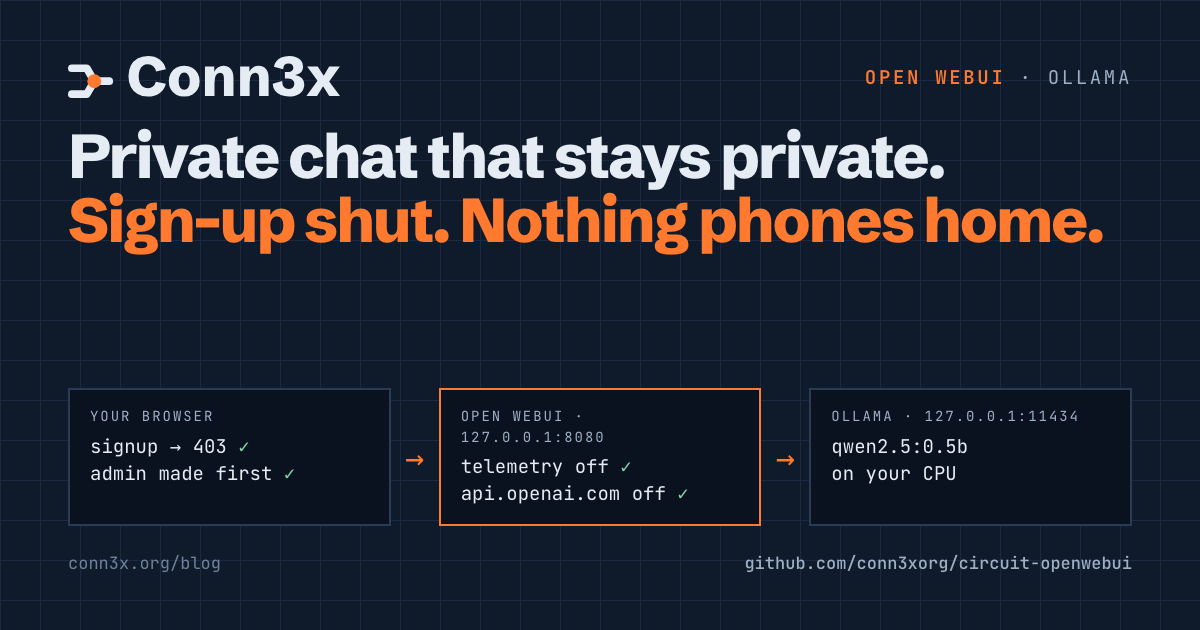 Conn3x
OPEN WEBUI · OLLAMA
Private chat that stays private.
Sign-up shut. Nothing phones home.
YOUR BROWSER
signup → 403 ✓
admin made first ✓
→
OPEN WEBUI ·
127.0.0.1:8080
telemetry off ✓
api.openai.com off ✓
→
OLLAMA · 127.0.0.1:11434
qwen2.5:0.5b
on your CPU
conn3x.org/blog
github.com/conn3xorg/circuit-openwebui